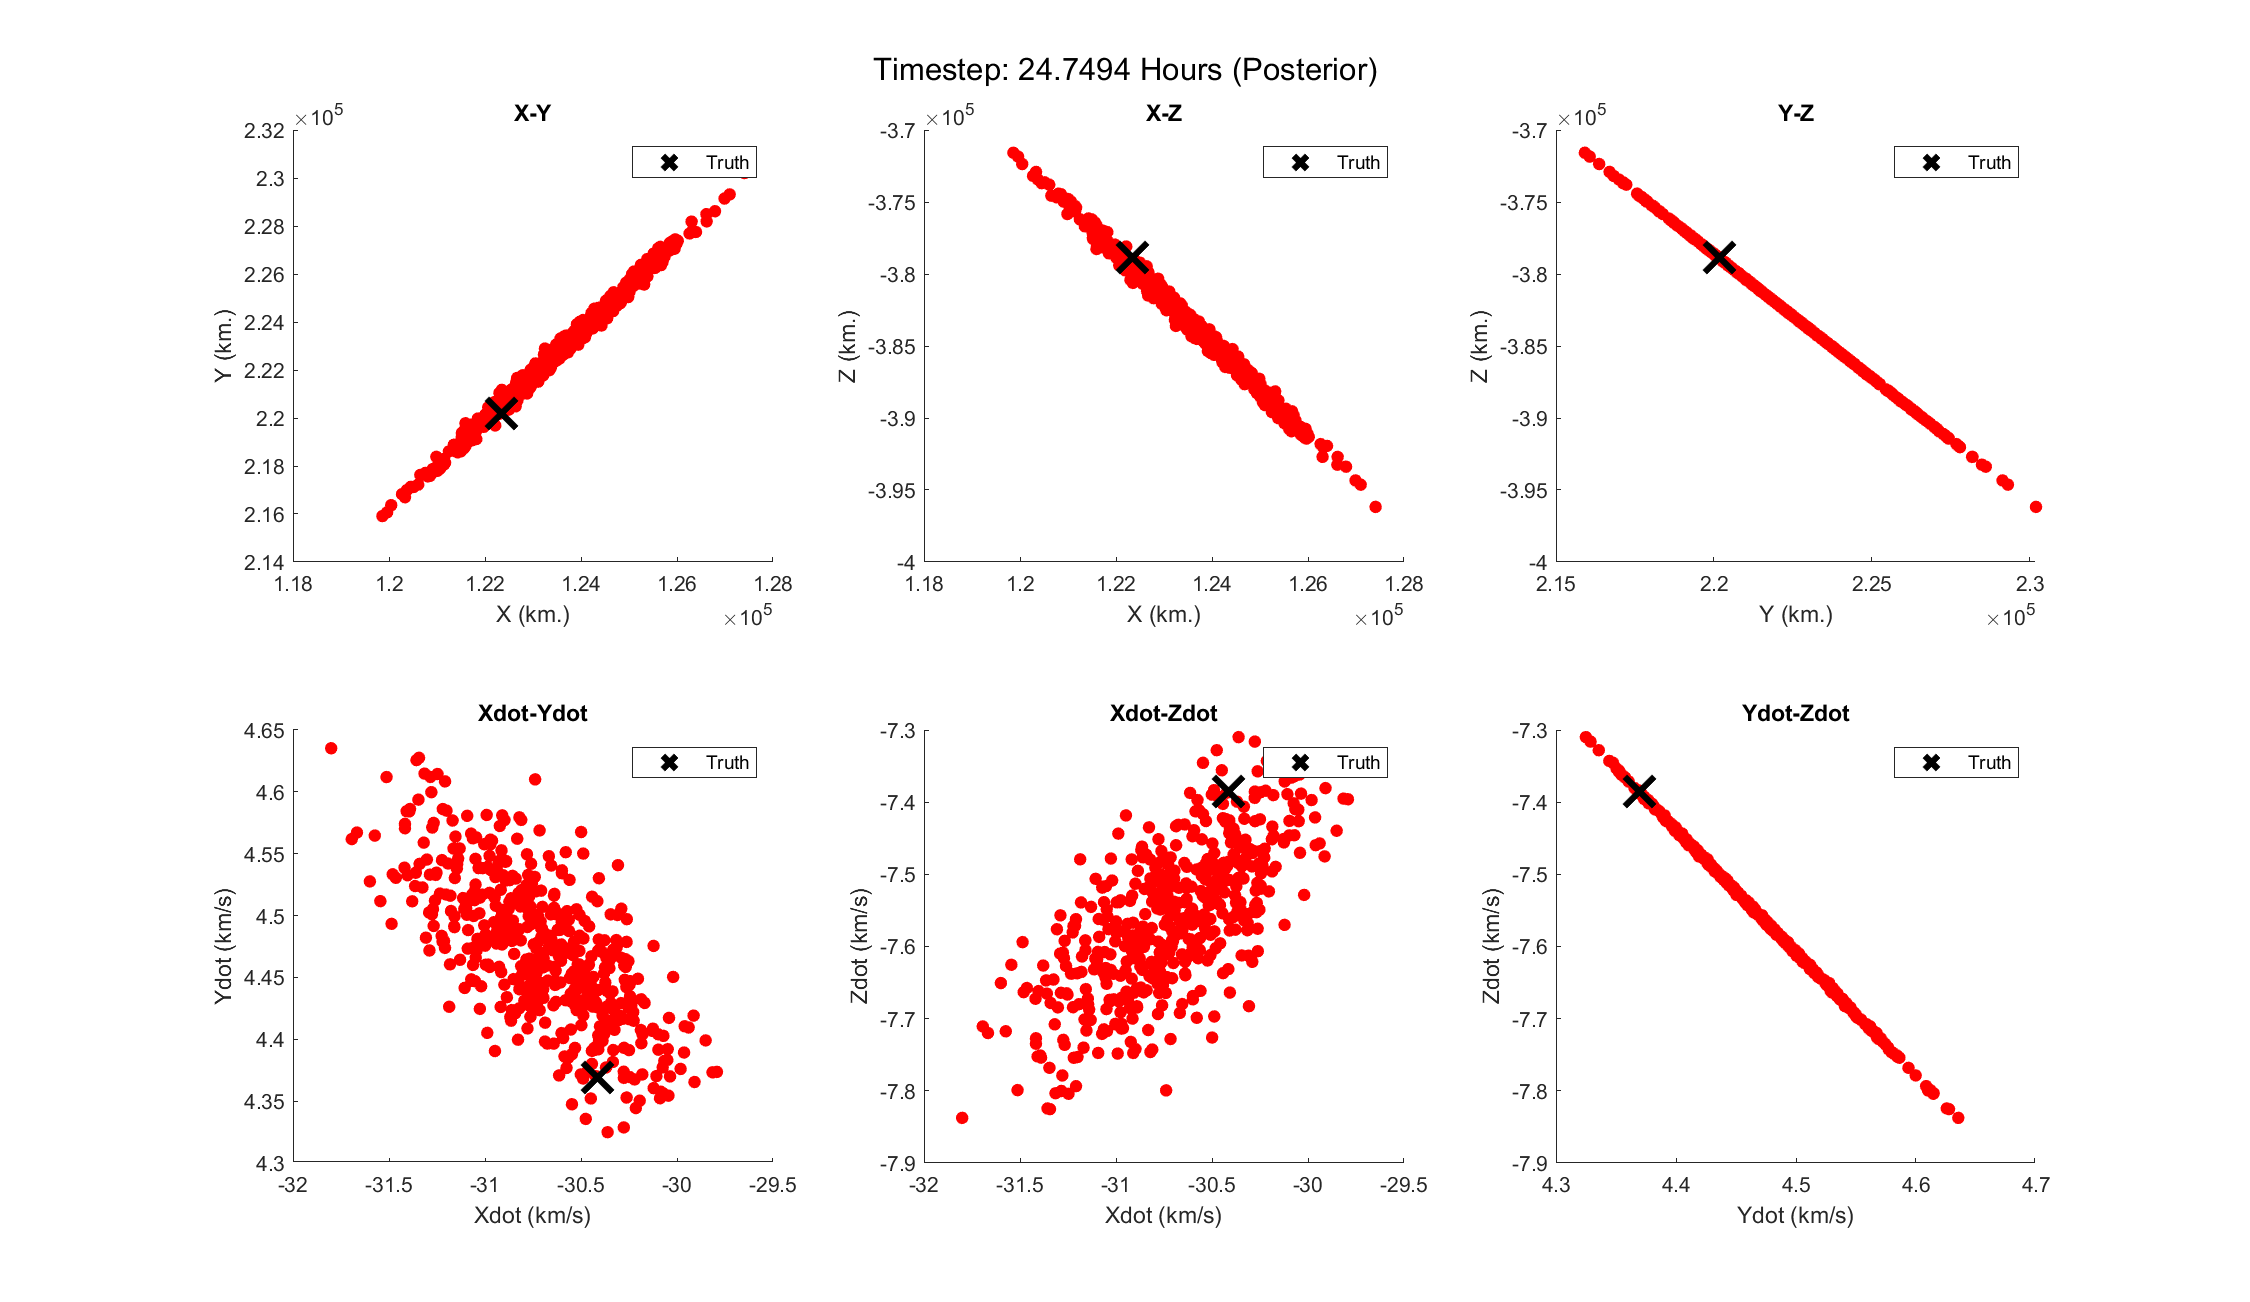 Timestep: 24.7494 Hours (Posterior)
X-Y
×10^5
2.32
2.3
2.28
2.26
2.24
2.22
2.2
2.18
2.16
2.14
Y (km.)
Truth
1.18 1.2 1.22 1.24 1.26 1.28
X (km.)
×10^5
X-Z
×10^5
-3.7
-3.75
-3.8
-3.85
-3.9
-3.95
-4
Z (km.)
Truth
1.18 1.2 1.22 1.24 1.26 1.28
X (km.)
×10^5
Y-Z
×10^5
-3.7
-3.75
-3.8
-3.85
-3.9
-3.95
-4
Z (km.)
Truth
2.15 2.2 2.25 2.3
Y (km.)
×10^5
Xdot-Ydot
4.65
4.6
4.55
4.5
4.45
4.4
4.35
4.3
Ydot (km/s)
Truth
-32 -31.5 -31 -30.5 -30 -29.5
Xdot (km/s)
Xdot-Zdot
-7.3
-7.4
-7.5
-7.6
-7.7
-7.8
-7.9
Zdot (km/s)
Truth
-32 -31.5 -31 -30.5 -30 -29.5
Xdot (km/s)
Ydot-Zdot
-7.3
-7.4
-7.5
-7.6
-7.7
-7.8
-7.9
Zdot (km/s)
Truth
4.3 4.4 4.5 4.6 4.7
Ydot (km/s)